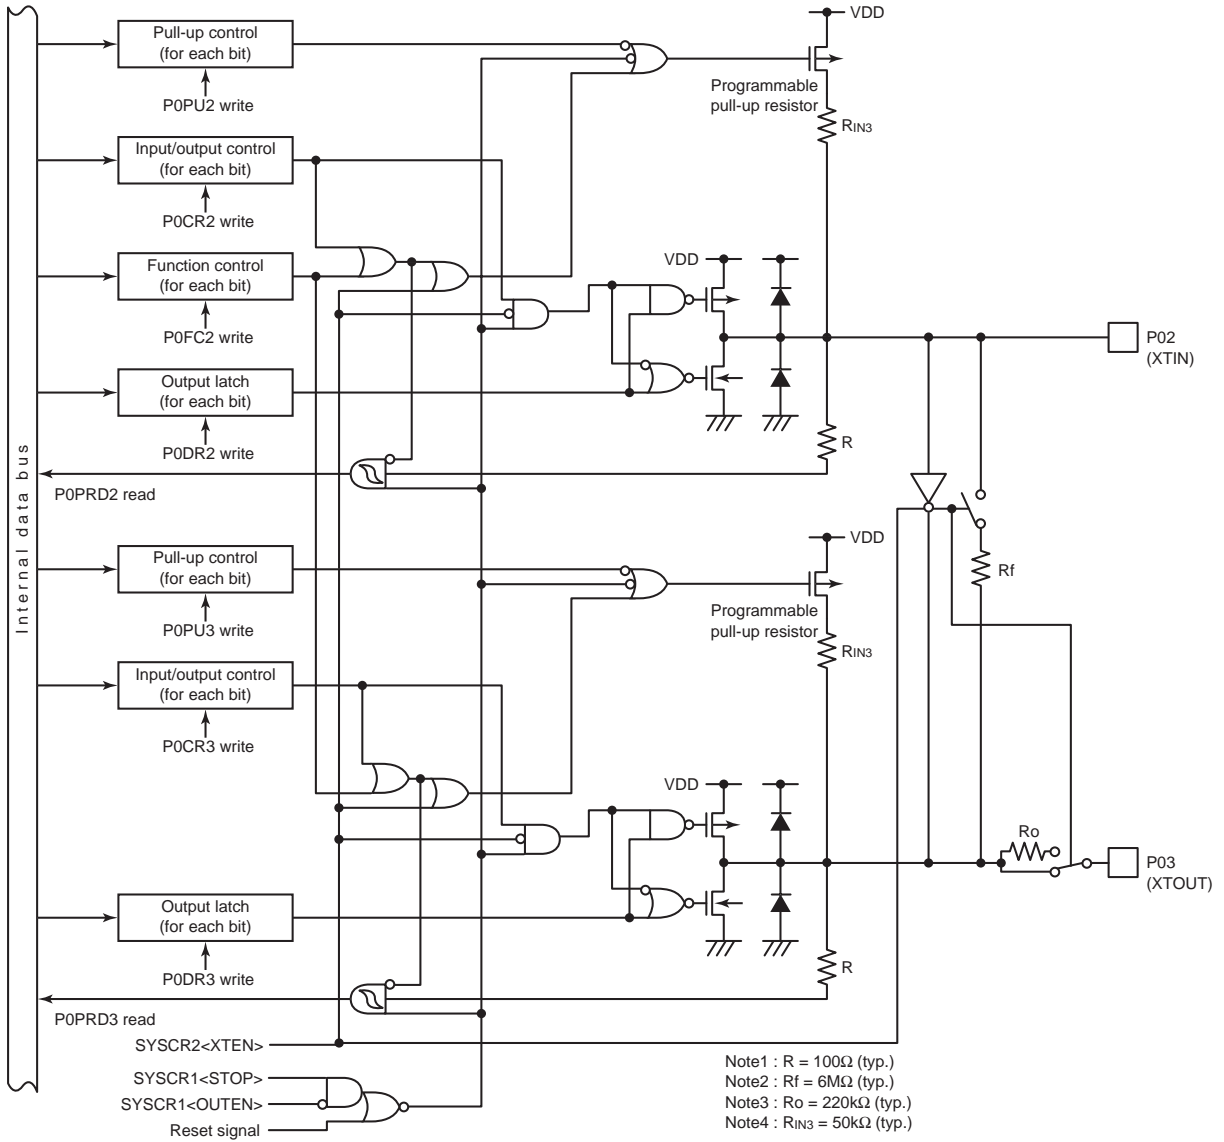 Internal data bus
Pull-up control
(for each bit)
P0PU2 write
VDD
Programmable
pull-up resistor
RIN3
Input/output control
(for each bit)
P0CR2 write
Function control
(for each bit)
P0FC2 write
VDD
P02
(XTIN)
Output latch
(for each bit)
P0DR2 write
R
P0PRD2 read
Pull-up control
(for each bit)
P0PU3 write
VDD
Programmable
pull-up resistor
RIN3
Rf
Input/output control
(for each bit)
P0CR3 write
VDD
Ro
P03
(XTOUT)
Output latch
(for each bit)
P0DR3 write
R
P0PRD3 read
SYSCR2<XTEN>
SYSCR1<STOP>
SYSCR1<OUTEN>
Reset signal
Note1 : R = 100Ω (typ.)
Note2 : Rf = 6MΩ (typ.)
Note3 : Ro = 220kΩ (typ.)
Note4 : RIN3 = 50kΩ (typ.)